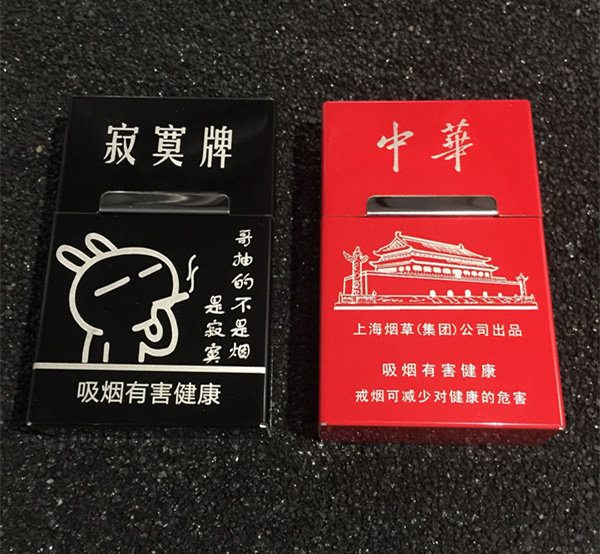 寂寞牌
哥抽的不是烟
是寂寞
吸烟有害健康
中華
上海烟草(集团)公司出品
吸烟有害健康
戒烟可减少对健康的危害